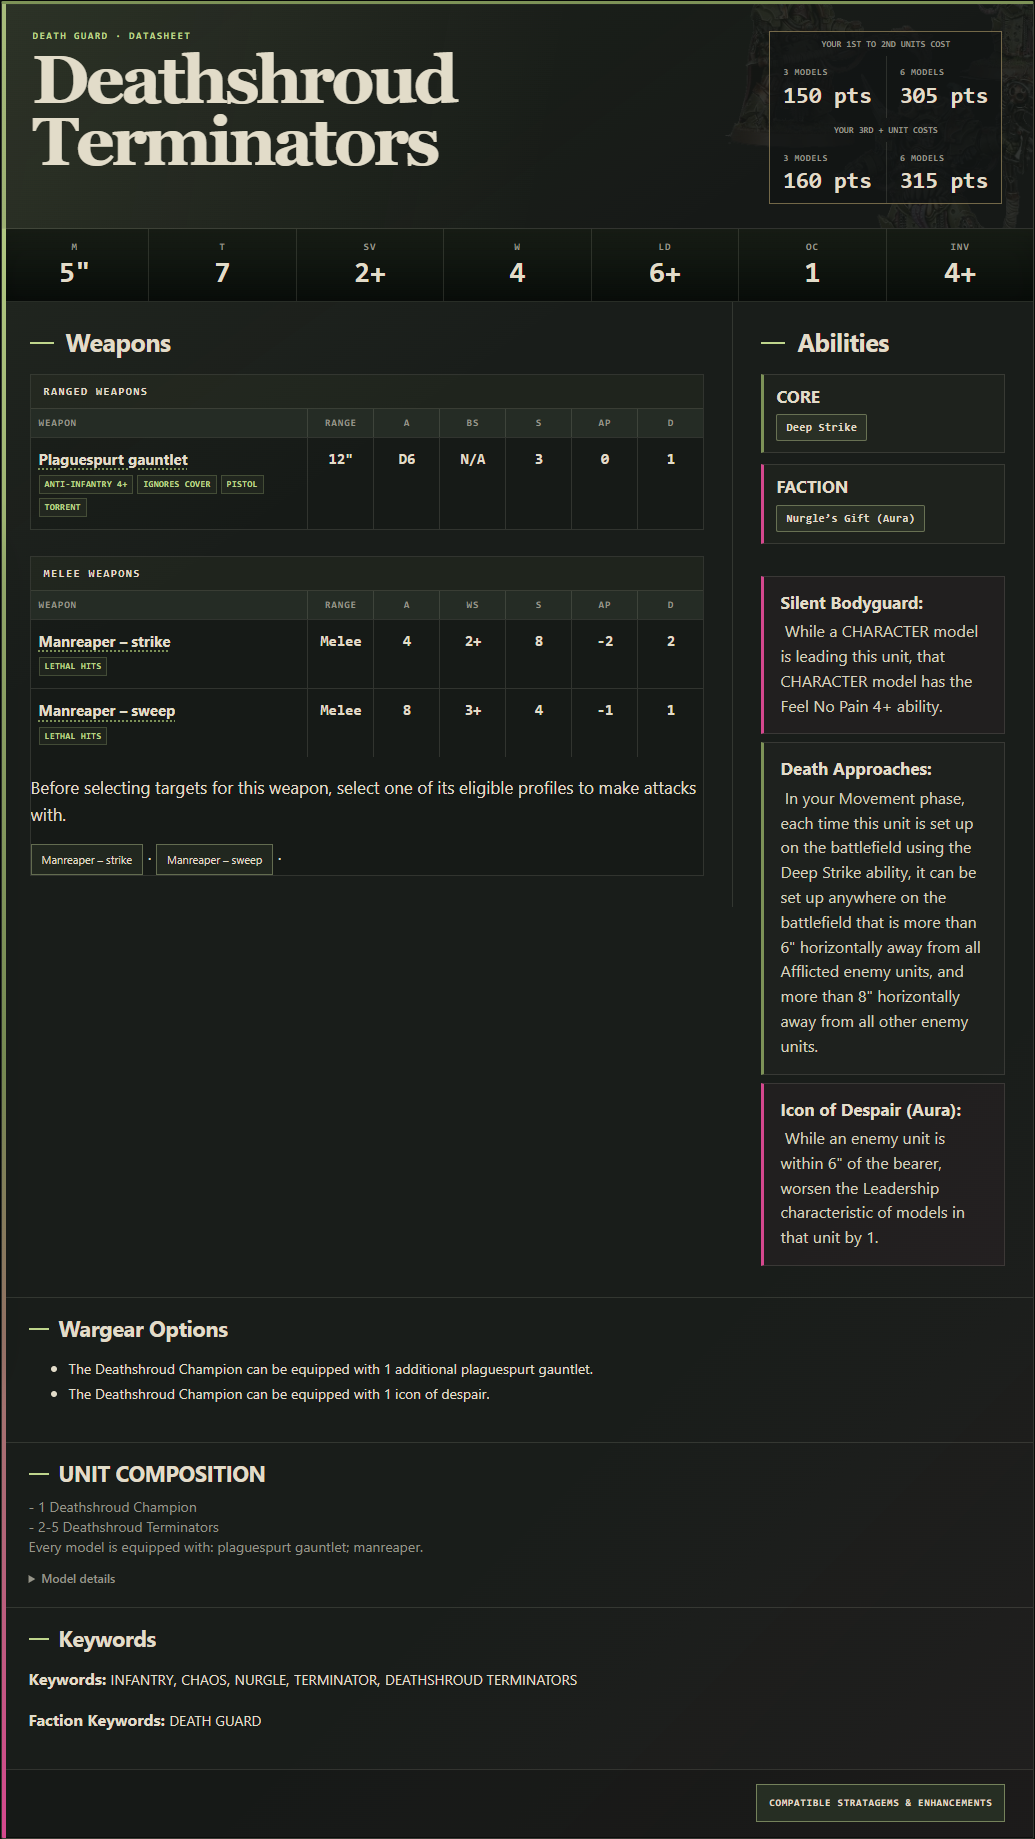 DEATH GUARD · DATASHEET
Deathshroud
Terminators
YOUR 1ST TO 2ND UNITS COST
3 MODELS 6 MODELS
150 pts 305 pts
YOUR 3RD + UNIT COSTS
3 MODELS 6 MODELS
160 pts 315 pts
M T SV W LD OC INV
5" 7 2+ 4 6+ 1 4+
Weapons
RANGED WEAPONS
WEAPON RANGE A BS S AP D
Plaguespurt gauntlet 12" D6 N/A 3 0 1
ANTI-INFANTRY 4+ IGNORES COVER PISTOL
TORRENT
MELEE WEAPONS
WEAPON RANGE A WS S AP D
Manreaper – strike Melee 4 2+ 8 -2 2
LETHAL HITS
Manreaper – sweep Melee 8 3+ 4 -1 1
LETHAL HITS
Before selecting targets for this weapon, select one of its eligible profiles to make attacks
with.
Manreaper – strike · Manreaper – sweep ·
Abilities
CORE
Deep Strike
FACTION
Nurgle’s Gift (Aura)
Silent Bodyguard:
While a CHARACTER model
is leading this unit, that
CHARACTER model has the
Feel No Pain 4+ ability.
Death Approaches:
In your Movement phase,
each time this unit is set up
on the battlefield using the
Deep Strike ability, it can be
set up anywhere on the
battlefield that is more than
6" horizontally away from all
Afflicted enemy units, and
more than 8" horizontally
away from all other enemy
units.
Icon of Despair (Aura):
While an enemy unit is
within 6" of the bearer,
worsen the Leadership
characteristic of models in
that unit by 1.
Wargear Options
• The Deathshroud Champion can be equipped with 1 additional plaguespurt gauntlet.
• The Deathshroud Champion can be equipped with 1 icon of despair.
UNIT COMPOSITION
- 1 Deathshroud Champion
- 2-5 Deathshroud Terminators
Every model is equipped with: plaguespurt gauntlet; manreaper.
▶ Model details
Keywords
Keywords: INFANTRY, CHAOS, NURGLE, TERMINATOR, DEATHSHROUD TERMINATORS
Faction Keywords: DEATH GUARD
COMPATIBLE STRATAGEMS & ENHANCEMENTS